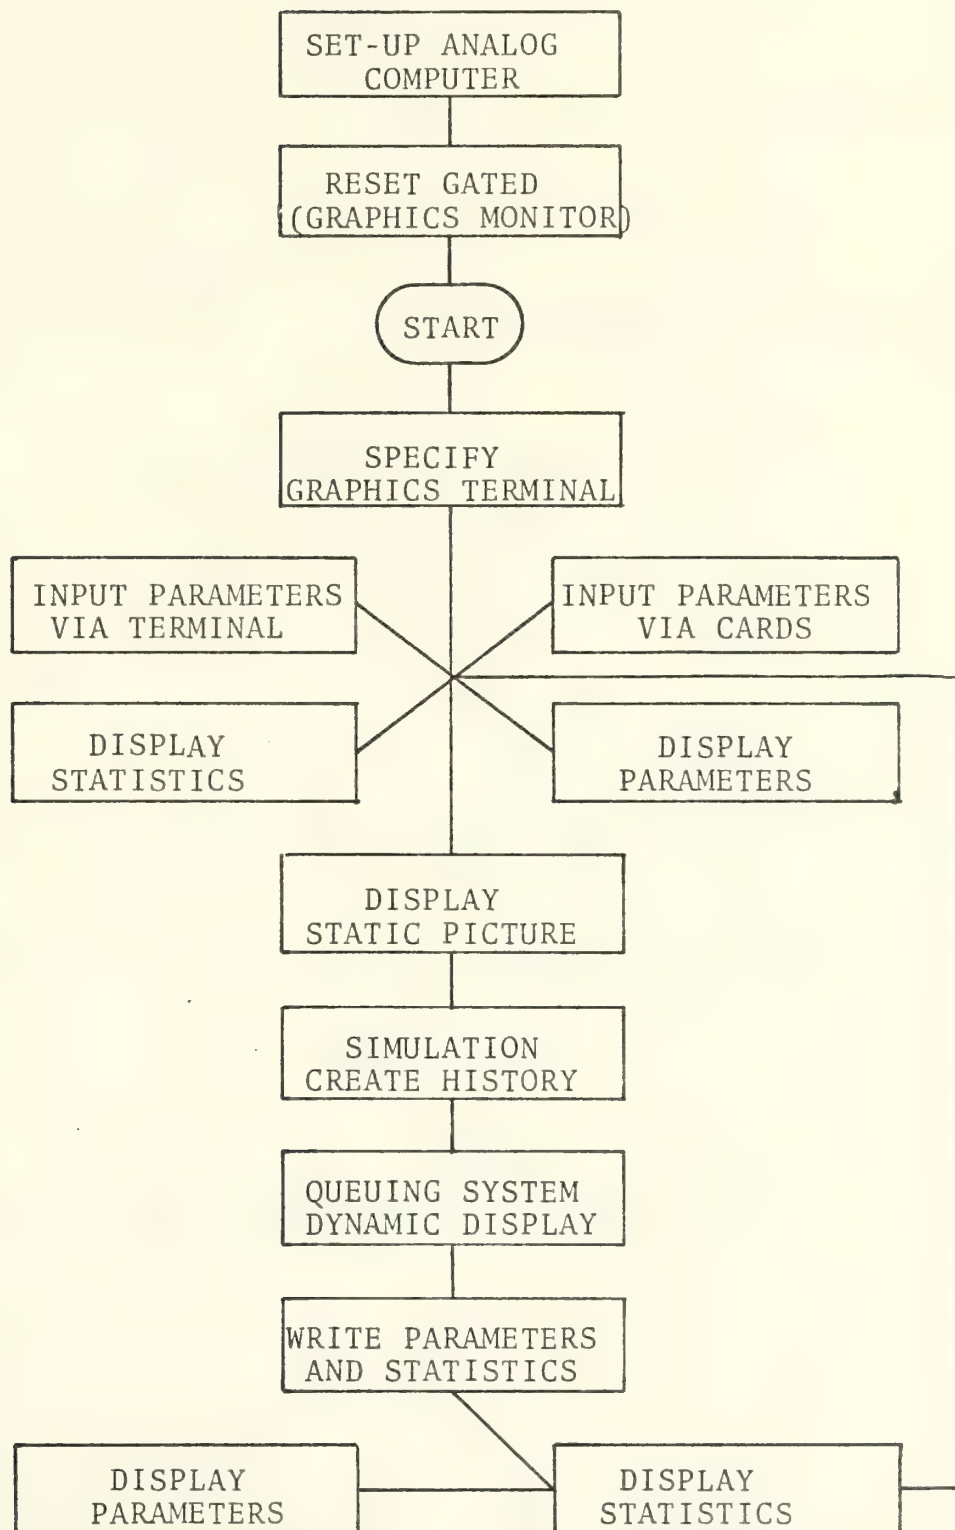 SET-UP ANALOG
COMPUTER
RESET GATED
(GRAPHICS MONITOR)
START
SPECIFY
GRAPHICS TERMINAL
INPUT PARAMETERS
VIA TERMINAL
INPUT PARAMETERS
VIA CARDS
DISPLAY
STATISTICS
DISPLAY
PARAMETERS
DISPLAY
STATIC PICTURE
SIMULATION
CREATE HISTORY
QUEUING SYSTEM
DYNAMIC DISPLAY
WRITE PARAMETERS
AND STATISTICS
DISPLAY
PARAMETERS
DISPLAY
STATISTICS